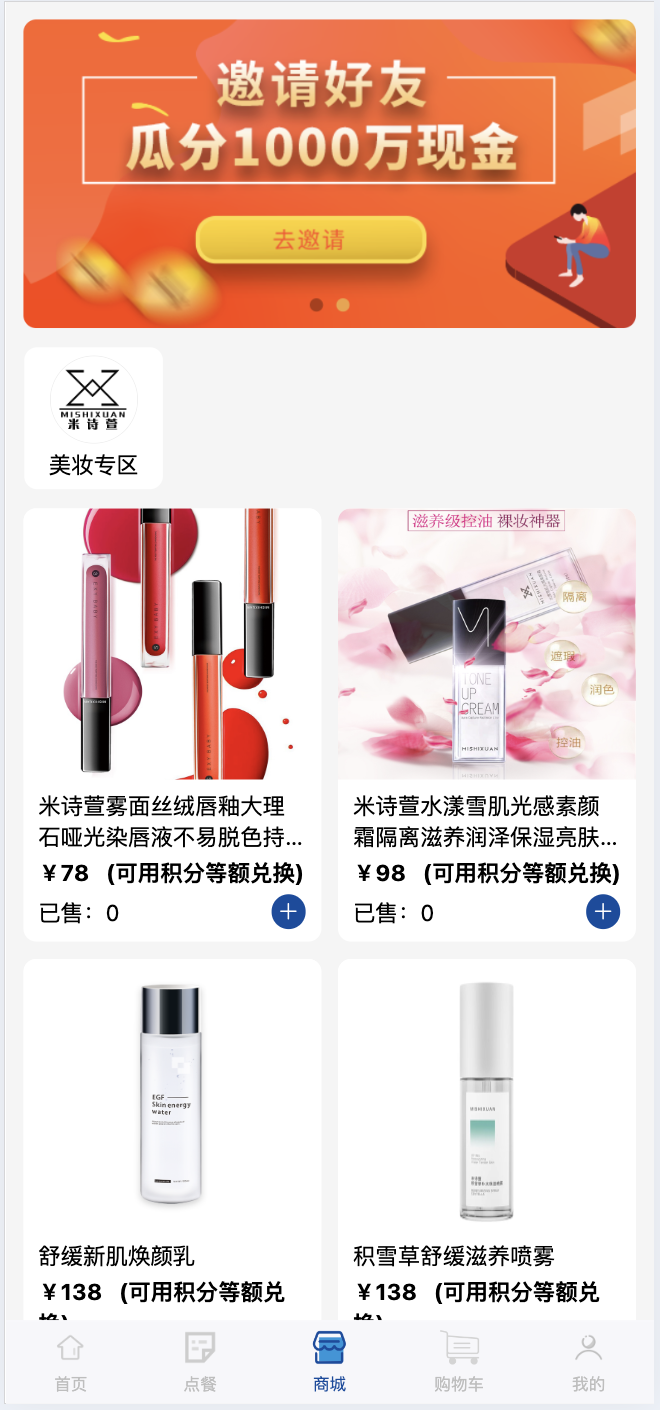 邀请好友
瓜分1000万现金
去邀请
MISHIXUAN
米诗萱
美妆专区
滋养级控油 裸妆神器
隔离
遮瑕
润色
控油
TONE
UP
CREAM
MISHIXUAN
米诗萱雾面丝绒唇釉大理
石哑光染唇液不易脱色持...
￥78 (可用积分等额兑换)
已售：0
米诗萱水漾雪肌光感素颜
霜隔离滋养润泽保湿亮肤...
￥98 (可用积分等额兑换)
已售：0
EGF
Skin energy
water
MISHIXUAN
舒缓新肌焕颜乳
￥138 (可用积分等额兑
换)
积雪草舒缓滋养喷雾
￥138 (可用积分等额兑
换)
首页
点餐
商城
购物车
我的